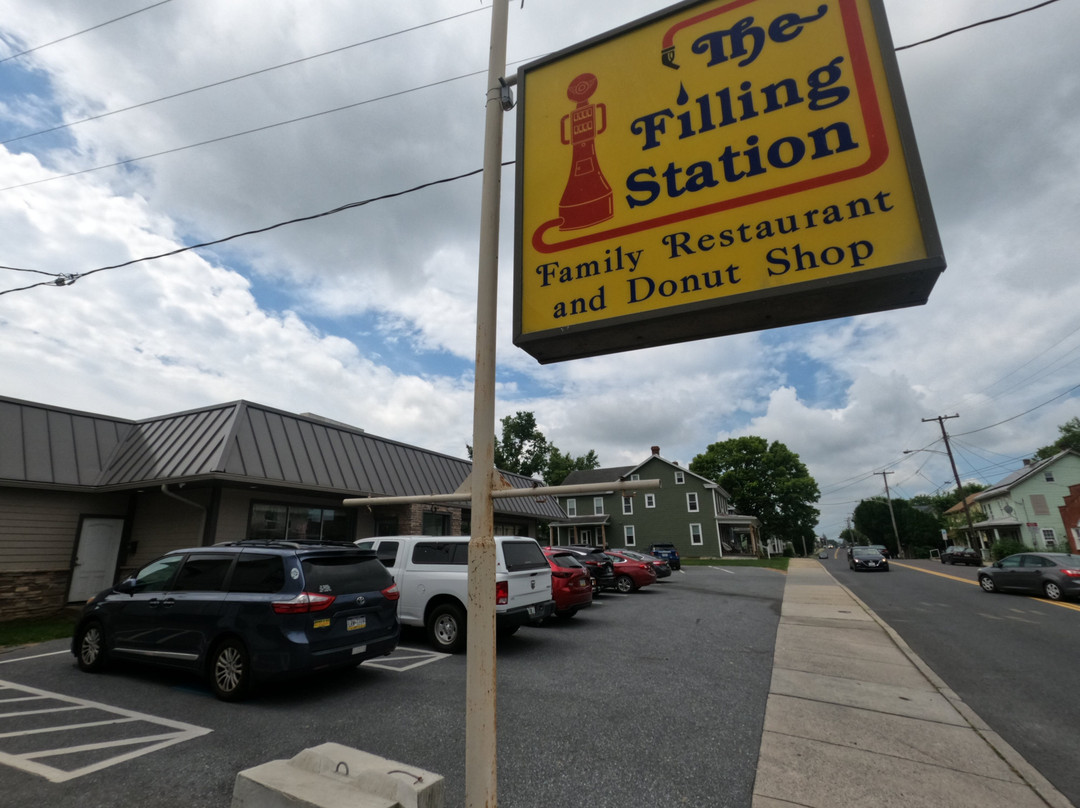 The
Filling
Station
Family Restaurant
and Donut Shop